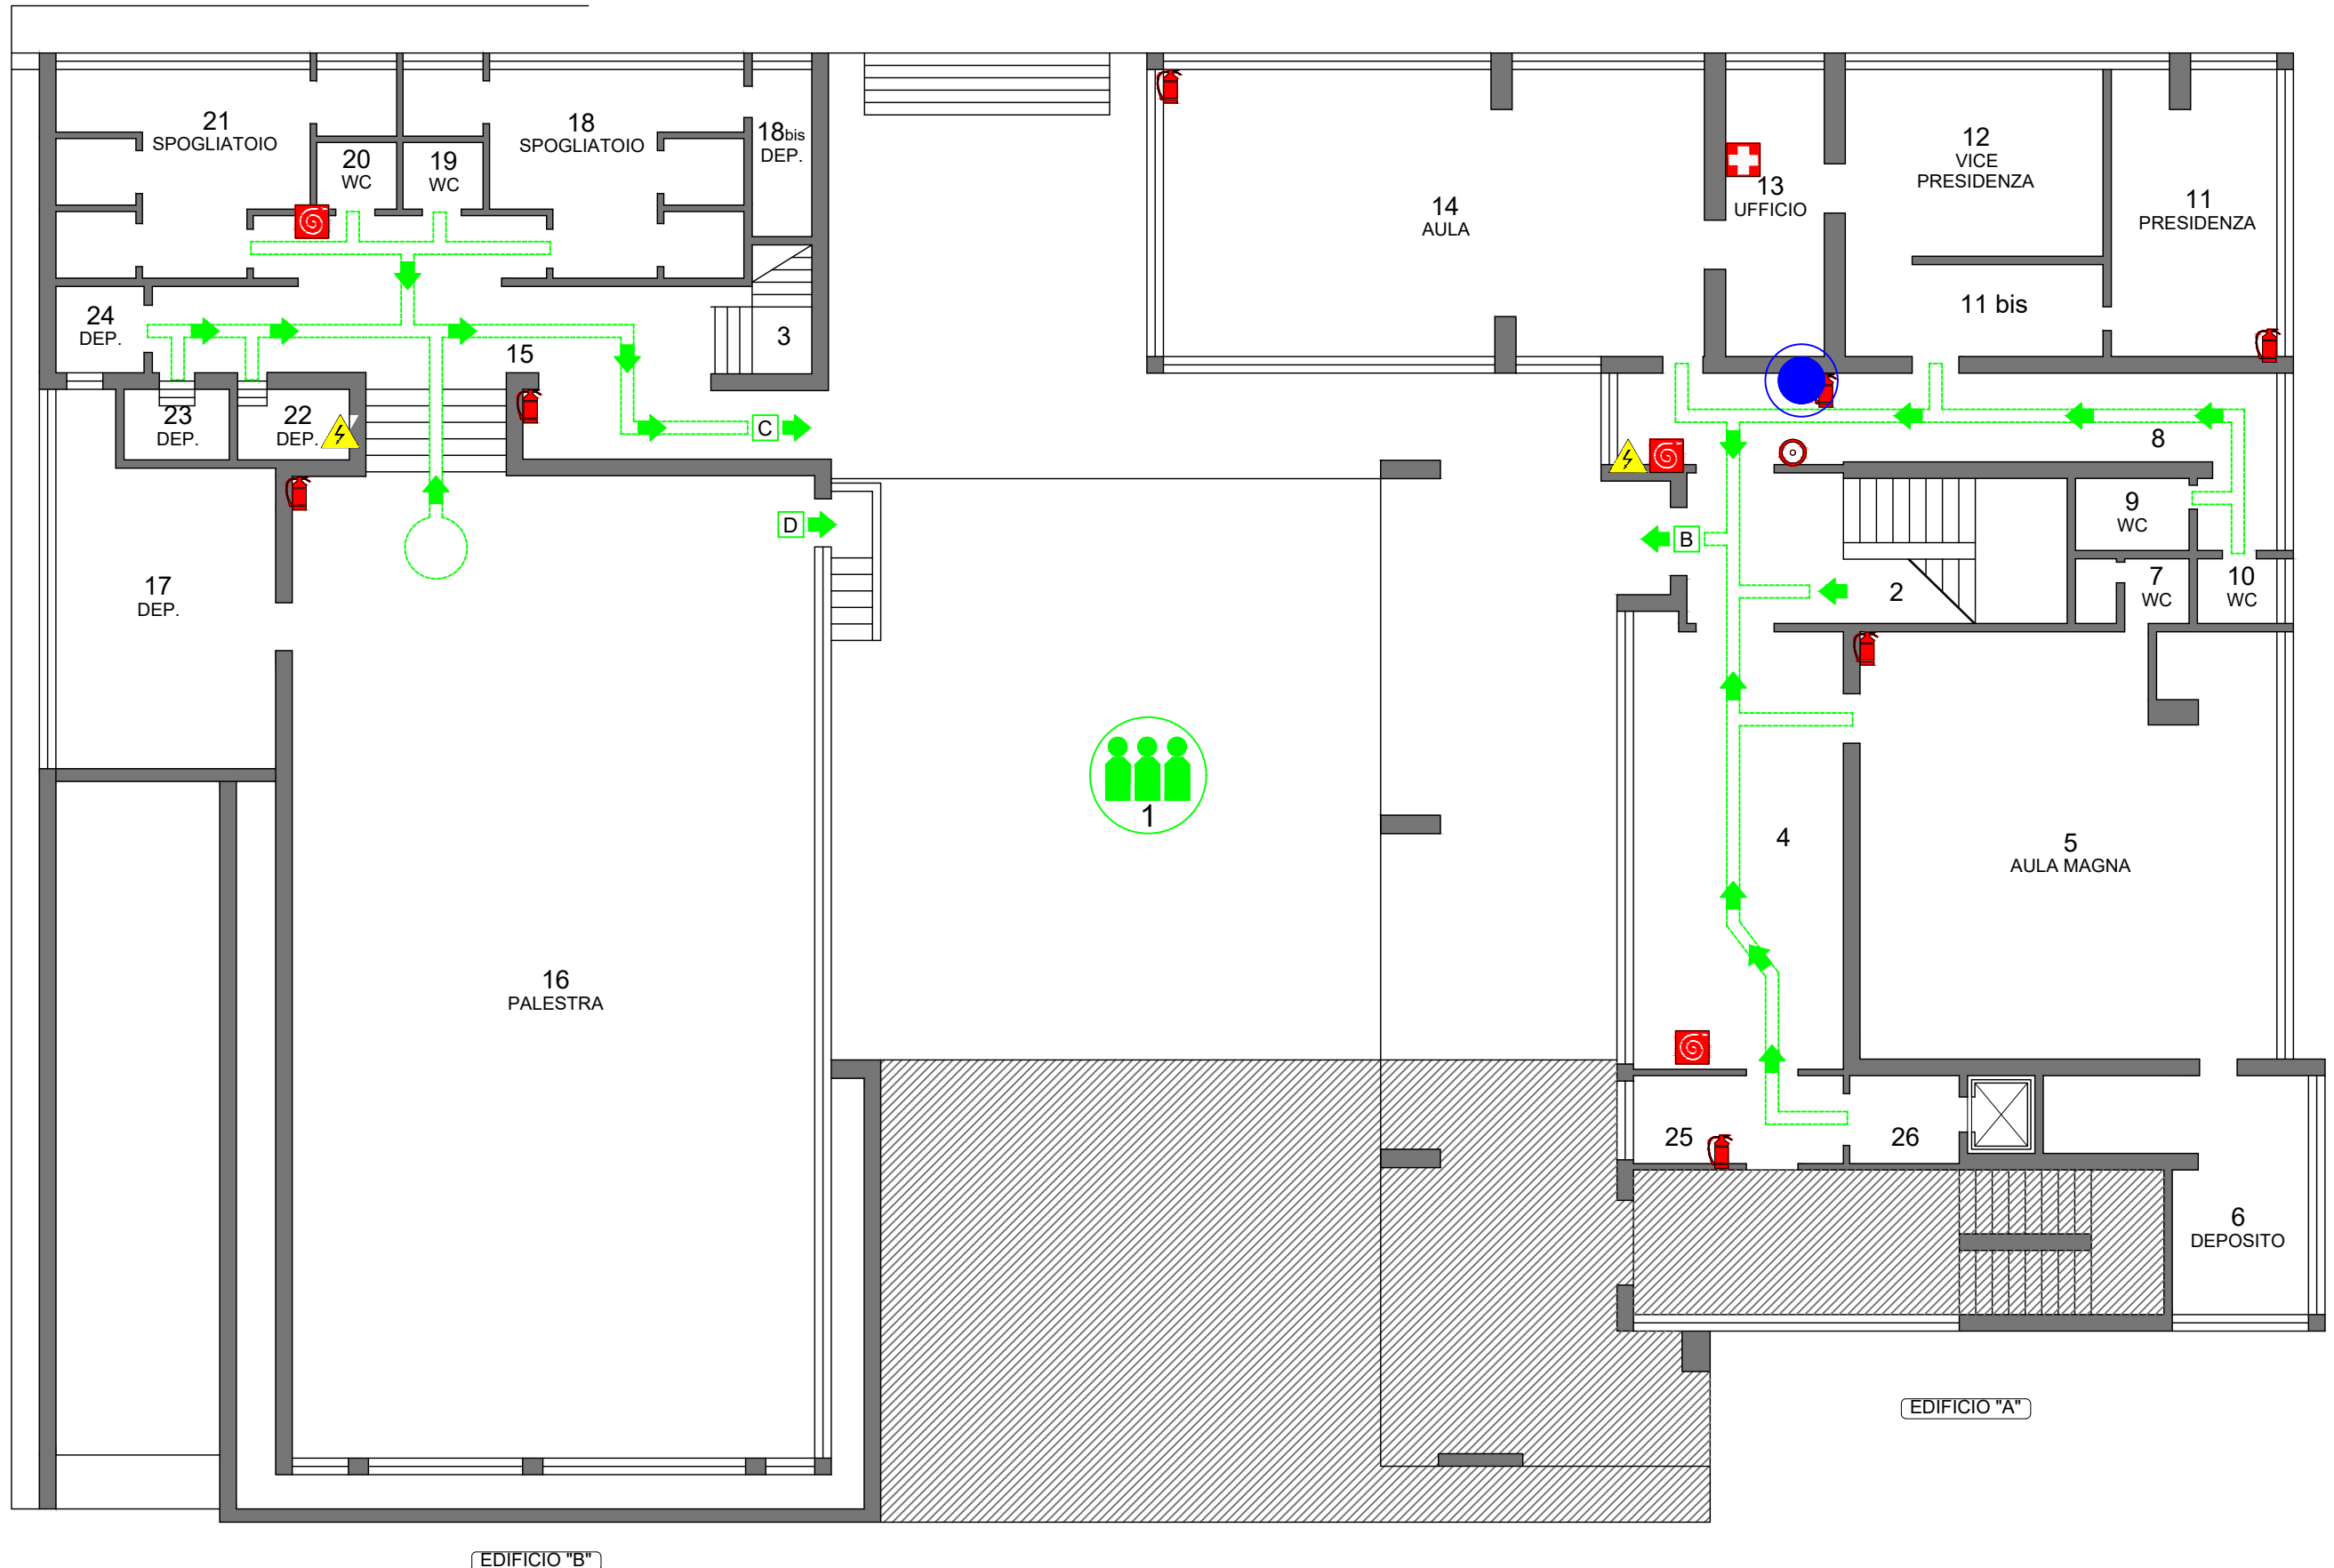 21
SPOGLIATOIO
20
WC
19
WC
18
SPOGLIATOIO
18bis
DEP.
24
DEP.
23
DEP.
22
DEP.
15
3
C
D
17
DEP.
16
PALESTRA
1
14
AULA
13
UFFICIO
12
VICE
PRESIDENZA
11
PRESIDENZA
11 bis
8
9
WC
7
WC
10
WC
2
B
4
5
AULA MAGNA
25
26
6
DEPOSITO
EDIFICIO "A"
EDIFICIO "B"